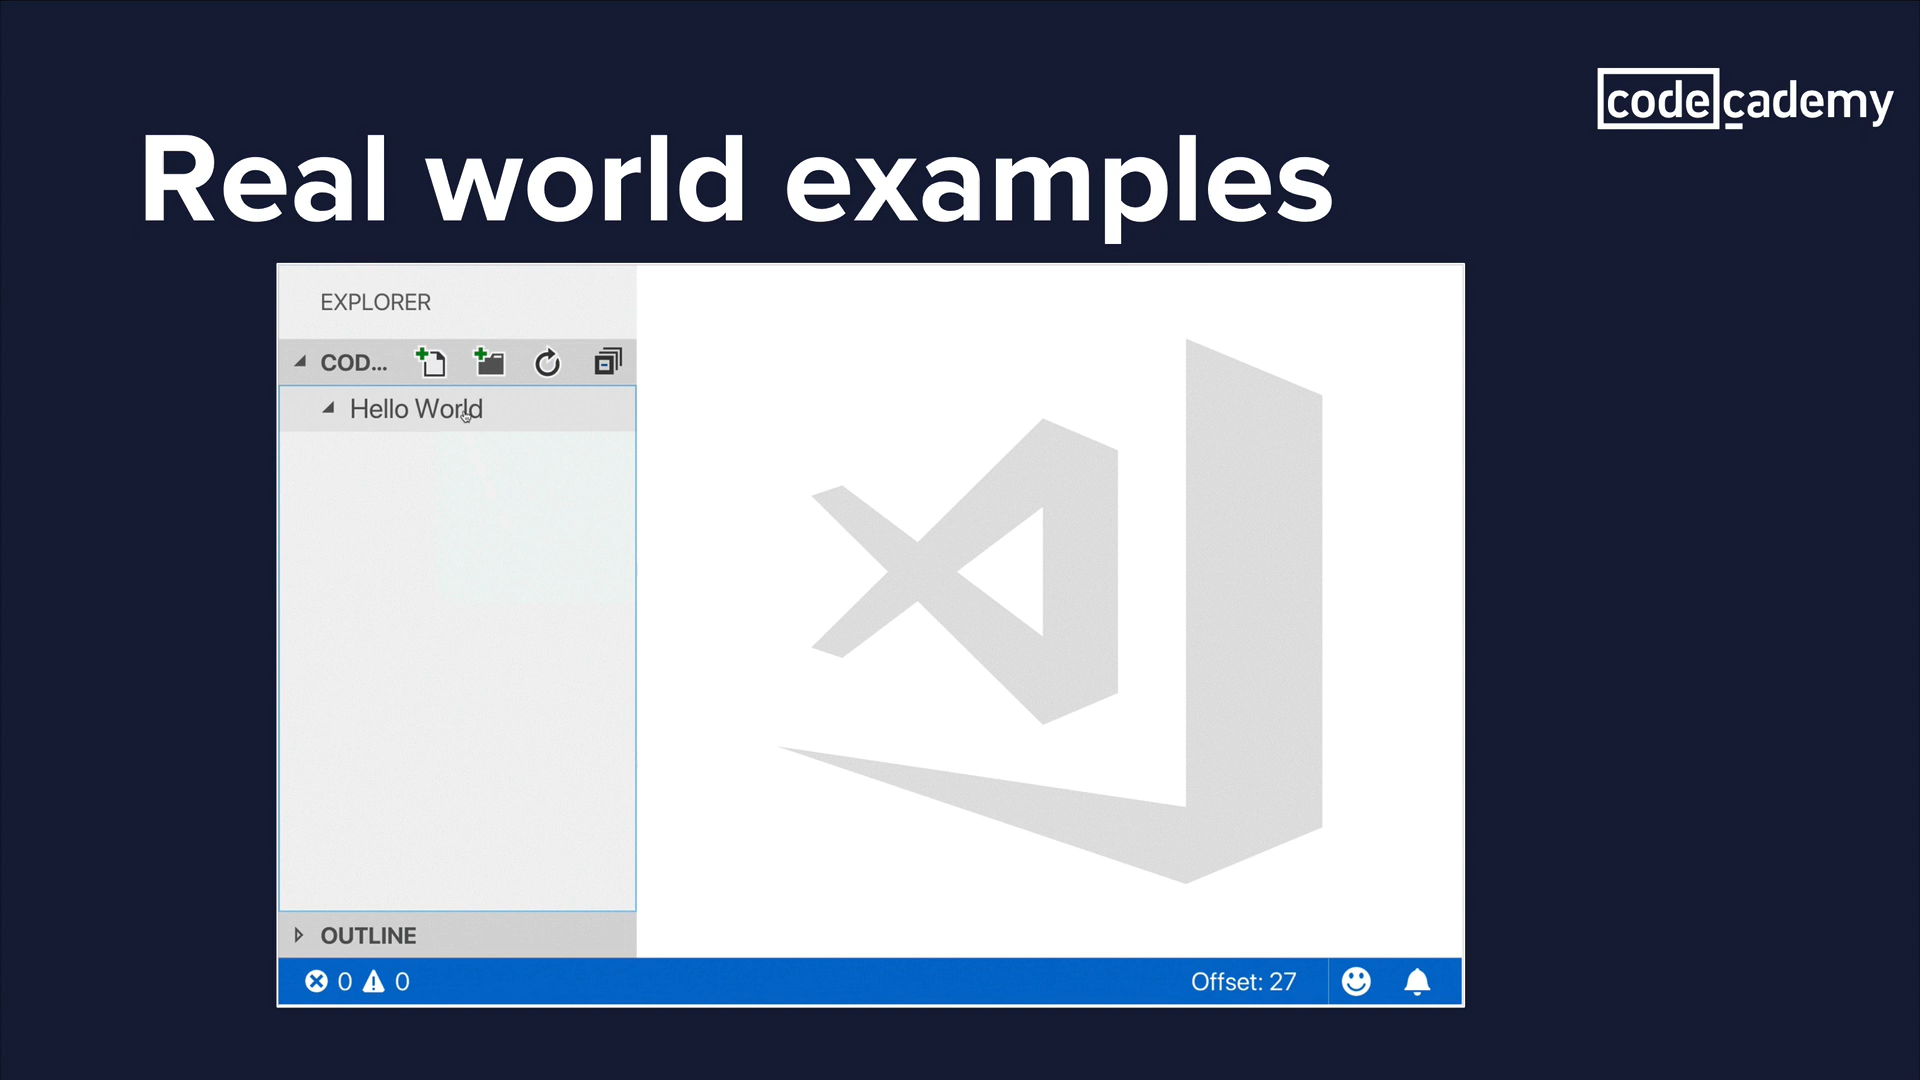 codecademy
Real world examples
EXPLORER
COD...
Hello World
OUTLINE
0 0
Offset: 27